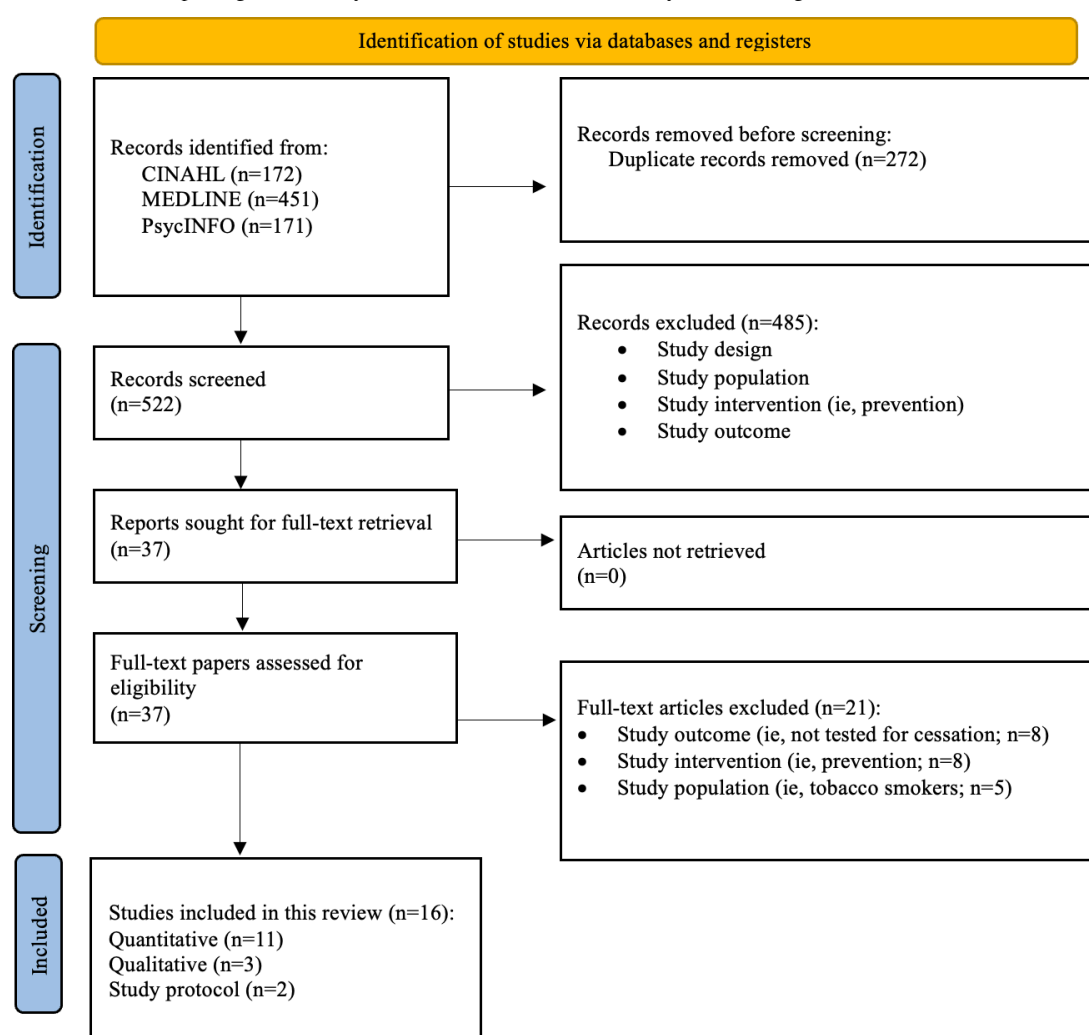 Identification of studies via databases and registers
Identification
Records identified from:
CINAHL (n=172)
MEDLINE (n=451)
PsycINFO (n=171)
Records removed before screening:
Duplicate records removed (n=272)
Screening
Records screened
(n=522)
Records excluded (n=485):
• Study design
• Study population
• Study intervention (ie, prevention)
• Study outcome
Reports sought for full-text retrieval
(n=37)
Articles not retrieved
(n=0)
Full-text papers assessed for
eligibility
(n=37)
Full-text articles excluded (n=21):
• Study outcome (ie, not tested for cessation; n=8)
• Study intervention (ie, prevention; n=8)
• Study population (ie, tobacco smokers; n=5)
Included
Studies included in this review (n=16):
Quantitative (n=11)
Qualitative (n=3)
Study protocol (n=2)